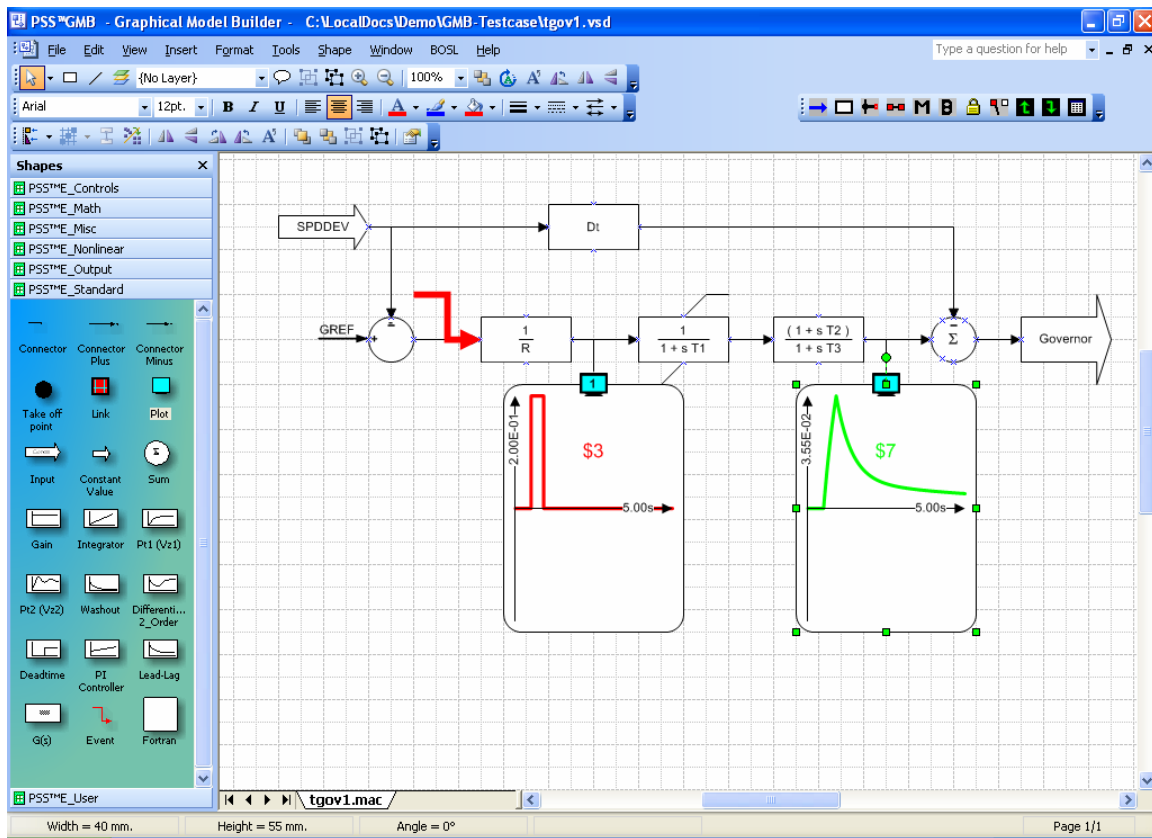 PSS™GMB - Graphical Model Builder - C:\LocalDocs\Demo\GMB-Testcase\tgov1.vsd
File Edit View Insert Format Tools Shape Window BOSL Help Type a question for help
{No Layer} 100%
Arial 12pt. B I U A M B
Shapes
PSS™E_Controls
PSS™E_Math
PSS™E_Misc
PSS™E_Nonlinear
PSS™E_Output
PSS™E_Standard
Connector Connector Plus Connector Minus
Take off point Link Plot
Input Constant Value Sum
Gain Integrator Pt1 (Vz1)
Pt2 (Vz2) Washout Differenti... 2_Order
Deadtime PI Controller Lead-Lag
G(s) Event Fortran
PSS™E_User
SPDDEV Dt
GREF + - 1 R 1 1 + s T1 ( 1 + s T2 ) 1 + s T3 - Σ Governor
1
2.00E-01 $3 5.00s
3.55E-02 $7 5.00s
tgov1.mac
Width = 40 mm. Height = 55 mm. Angle = 0° Page 1/1